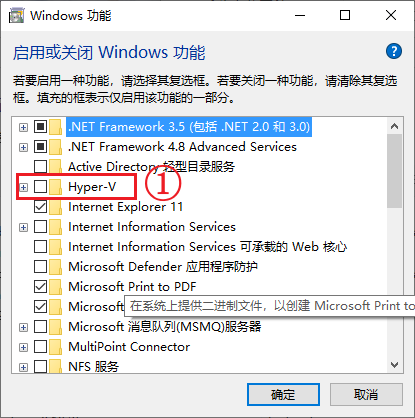 Windows 功能
启用或关闭 Windows 功能
若要启用一种功能，请选择其复选框。若要关闭一种功能，请清除其复选
框。填充的框表示仅启用该功能的一部分。
.NET Framework 3.5 (包括 .NET 2.0 和 3.0)
.NET Framework 4.8 Advanced Services
Active Directory 轻型目录服务
Hyper-V
①
Internet Explorer 11
Internet Information Services
Internet Information Services 可承载的 Web 核心
Microsoft Defender 应用程序防护
Microsoft Print to PDF
Microsoft
在系统上提供二进制文件，以创建 Microsoft Print to
Microsoft 消息队列(MSMQ)服务器
MultiPoint Connector
NFS 服务
确定
取消